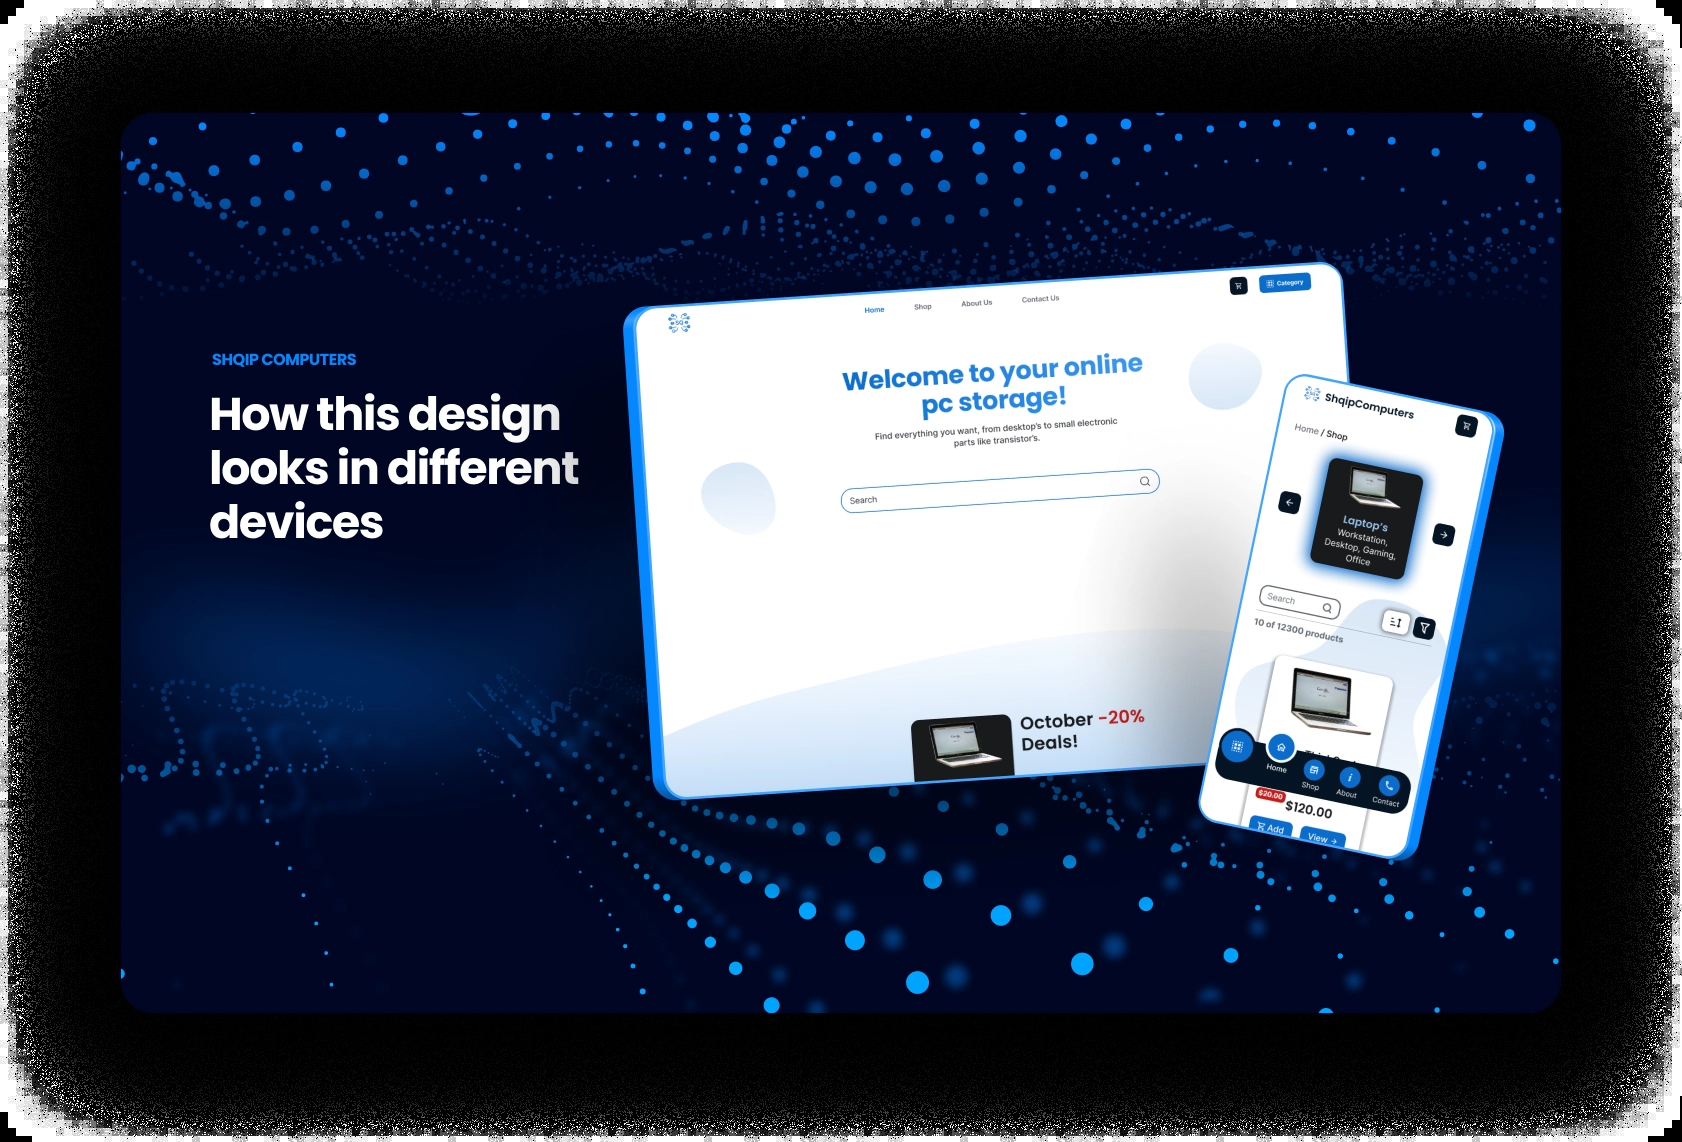 SHQIP COMPUTERS
How this design
looks in different
devices
SQ
Home
Shop
About Us
Contact Us
Category
Welcome to your online
pc storage!
Find everything you want, from desktop's to small electronic
parts like transistor's.
Search
October -20%
Deals!
ShqipComputers
Home / Shop
Laptop's
Workstation,
Desktop, Gaming,
Office
Search
10 of 12300 products
Home
Shop
About
Contact
$20.00
$120.00
Add
View →